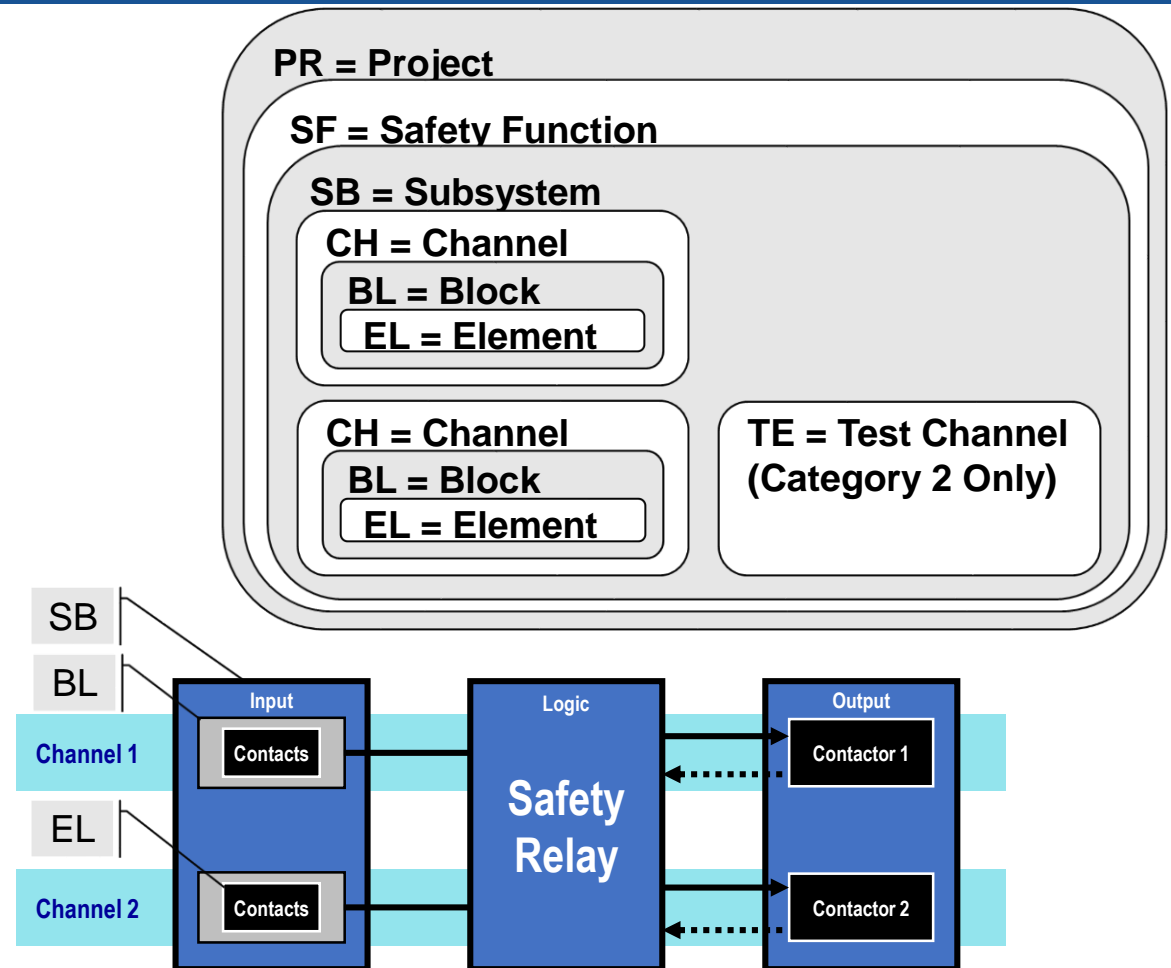 PR = Project
SF = Safety Function
SB = Subsystem
CH = Channel
BL = Block
EL = Element
CH = Channel
BL = Block
EL = Element
TE = Test Channel
(Category 2 Only)
SB
BL
EL
Input
Logic
Output
Channel 1
Contacts
Contactor 1
Safety
Relay
Channel 2
Contacts
Contactor 2